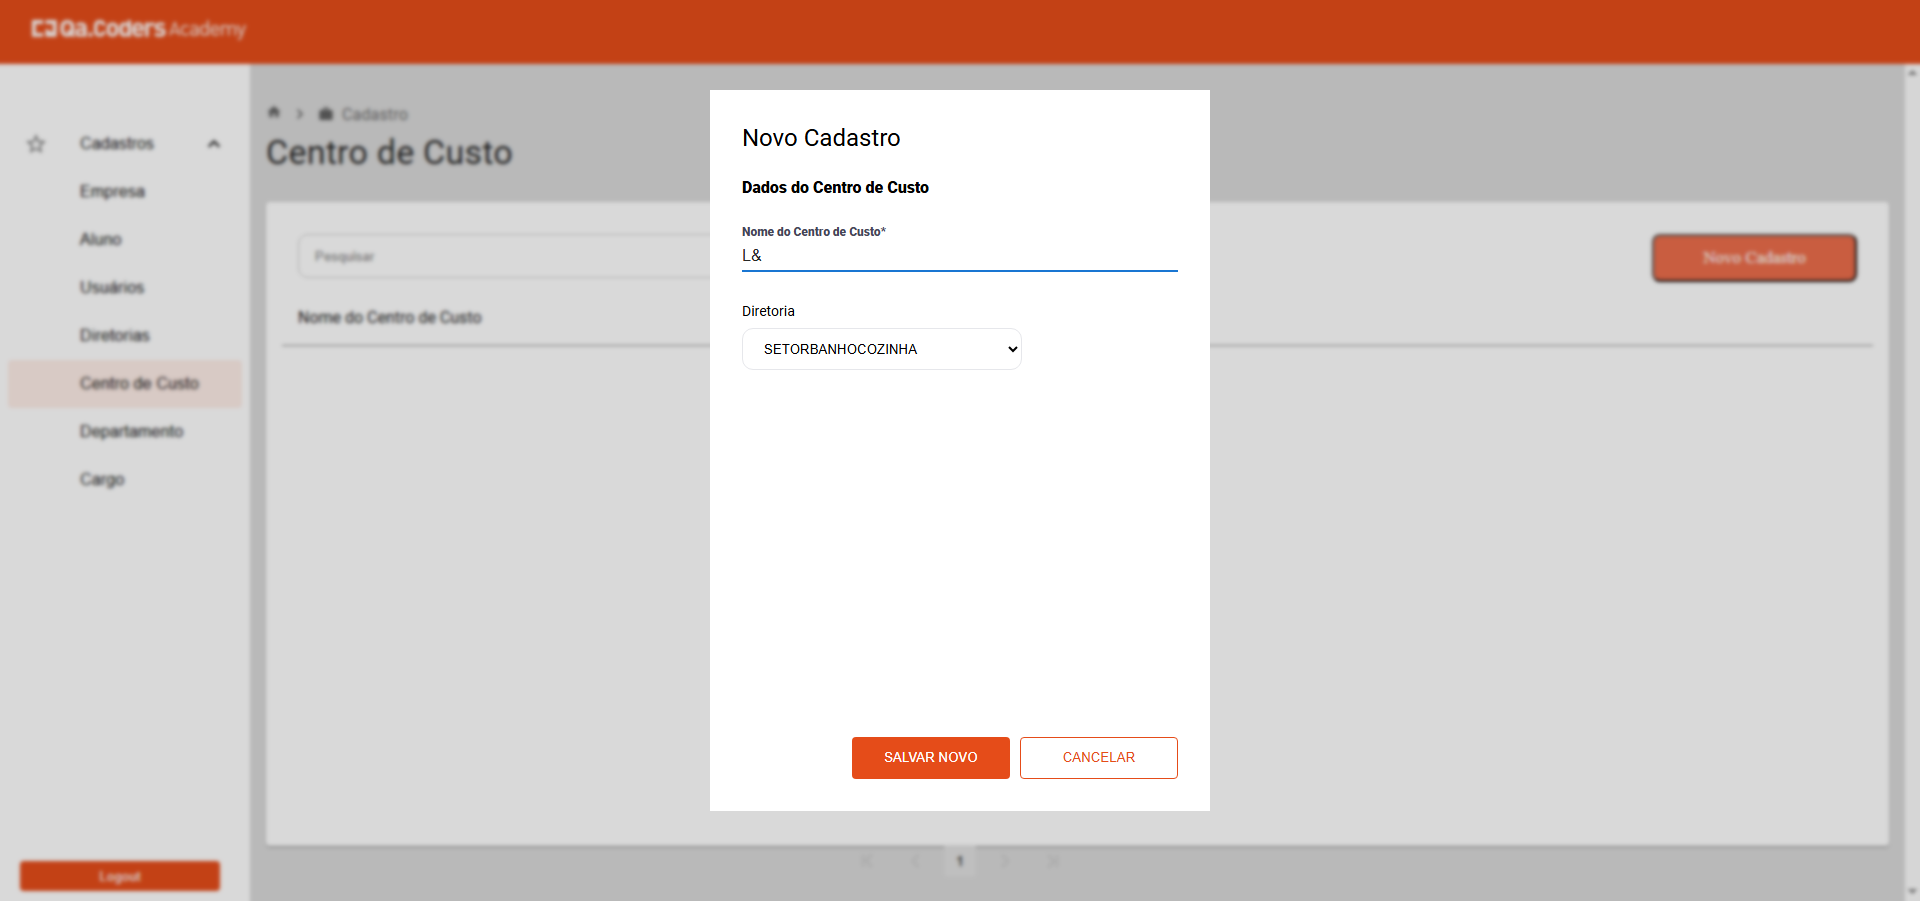 Qa.Coders Academy
Cadastros
Empresa
Aluno
Usuários
Diretorias
Centro de Custo
Departamento
Cargo
Logout
Cadastro
Centro de Custo
Pesquisar
Novo Cadastro
Nome do Centro de Custo
1
Novo Cadastro
Dados do Centro de Custo
Nome do Centro de Custo*
L&
Diretoria
SETORBANHOCOZINHA
SALVAR NOVO
CANCELAR